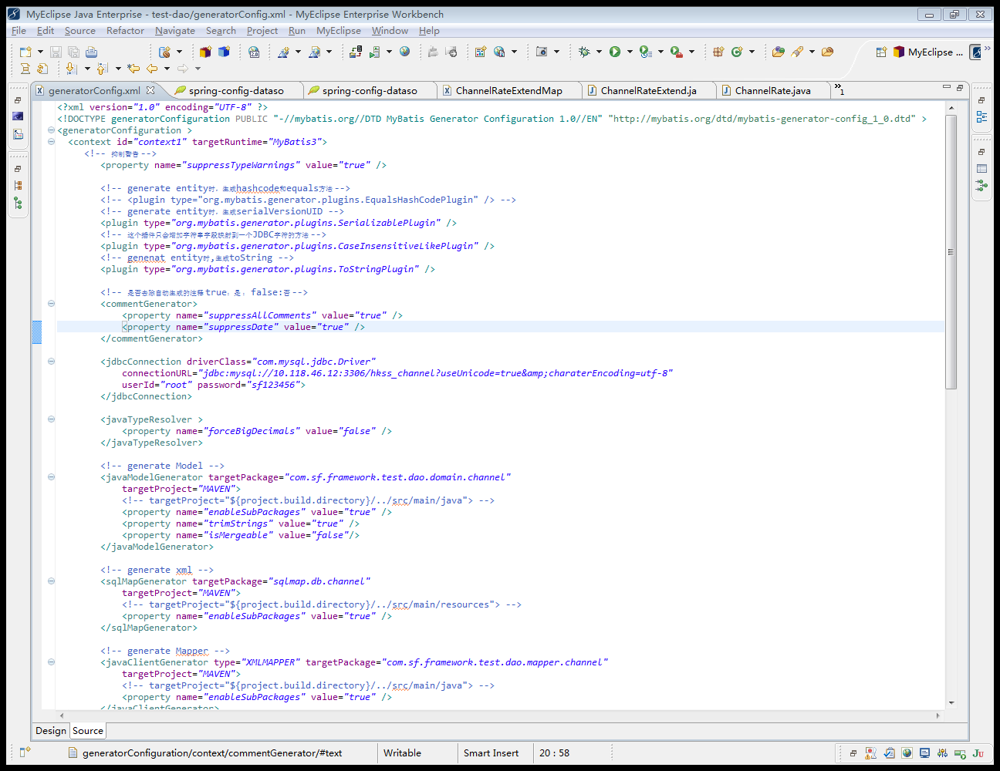 MyEclipse Java Enterprise - test-dao/generatorConfig.xml - MyEclipse Enterprise Workbench
File Edit Source Refactor Navigate Search Project Run MyEclipse Window Help
MyEclipse ...
generatorConfig.xml spring-config-dataso spring-config-dataso ChannelRateExtendMap ChannelRateExtend.ja ChannelRate.java »1
<?xml version="1.0" encoding="UTF-8" ?>
<!DOCTYPE generatorConfiguration PUBLIC "-//mybatis.org//DTD MyBatis Generator Configuration 1.0//EN" "http://mybatis.org/dtd/mybatis-generator-config_1_0.dtd" >
<generatorConfiguration >
<context id="context1" targetRuntime="MyBatis3">
<!-- 抑制警告 -->
<property name="suppressTypeWarnings" value="true" />
<!-- generate entity时，生成hashcode和equals方法 -->
<!-- <plugin type="org.mybatis.generator.plugins.EqualsHashCodePlugin" /> -->
<!-- generate entity时，生成serialVersionUID -->
<plugin type="org.mybatis.generator.plugins.SerializablePlugin" />
<!-- 这个插件只会增加字符串字段映射到一个JDBC字符的方法 -->
<plugin type="org.mybatis.generator.plugins.CaseInsensitiveLikePlugin" />
<!-- genenat entity时,生成toString -->
<plugin type="org.mybatis.generator.plugins.ToStringPlugin" />
<!-- 是否去除自动生成的注释 true：是 ： false:否 -->
<commentGenerator>
<property name="suppressAllComments" value="true" />
<property name="suppressDate" value="true" />
</commentGenerator>
<jdbcConnection driverClass="com.mysql.jdbc.Driver"
connectionURL="jdbc:mysql://10.118.46.12:3306/hkss_channel?useUnicode=true&amp;charaterEncoding=utf-8"
userId="root" password="sf123456">
</jdbcConnection>
<javaTypeResolver >
<property name="forceBigDecimals" value="false" />
</javaTypeResolver>
<!-- generate Model -->
<javaModelGenerator targetPackage="com.sf.framework.test.dao.domain.channel"
targetProject="MAVEN">
<!-- targetProject="${project.build.directory}/../src/main/java"> -->
<property name="enableSubPackages" value="true" />
<property name="trimStrings" value="true" />
<property name="isMergeable" value="false"/>
</javaModelGenerator>
<!-- generate xml -->
<sqlMapGenerator targetPackage="sqlmap.db.channel"
targetProject="MAVEN">
<!-- targetProject="${project.build.directory}/../src/main/resources"> -->
<property name="enableSubPackages" value="true" />
</sqlMapGenerator>
<!-- generate Mapper -->
<javaClientGenerator type="XMLMAPPER" targetPackage="com.sf.framework.test.dao.mapper.channel"
targetProject="MAVEN">
<!-- targetProject="${project.build.directory}/../src/main/java"> -->
<property name="enableSubPackages" value="true" />
</javaClientGenerator>
Design Source
generatorConfiguration/context/commentGenerator/#text Writable Smart Insert 20 : 58